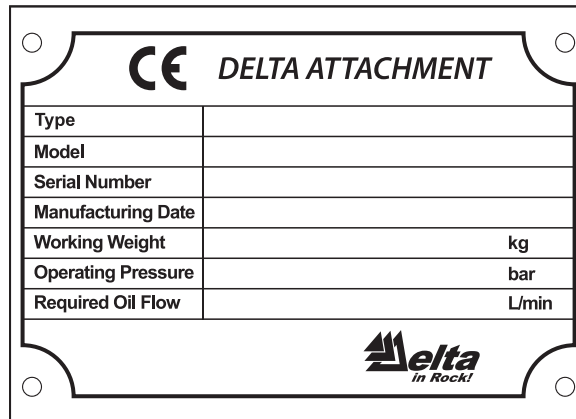 CE DELTA ATTACHMENT
Type
Model
Serial Number
Manufacturing Date
Working Weight kg
Operating Pressure bar
Required Oil Flow L/min
Delta
in Rock!